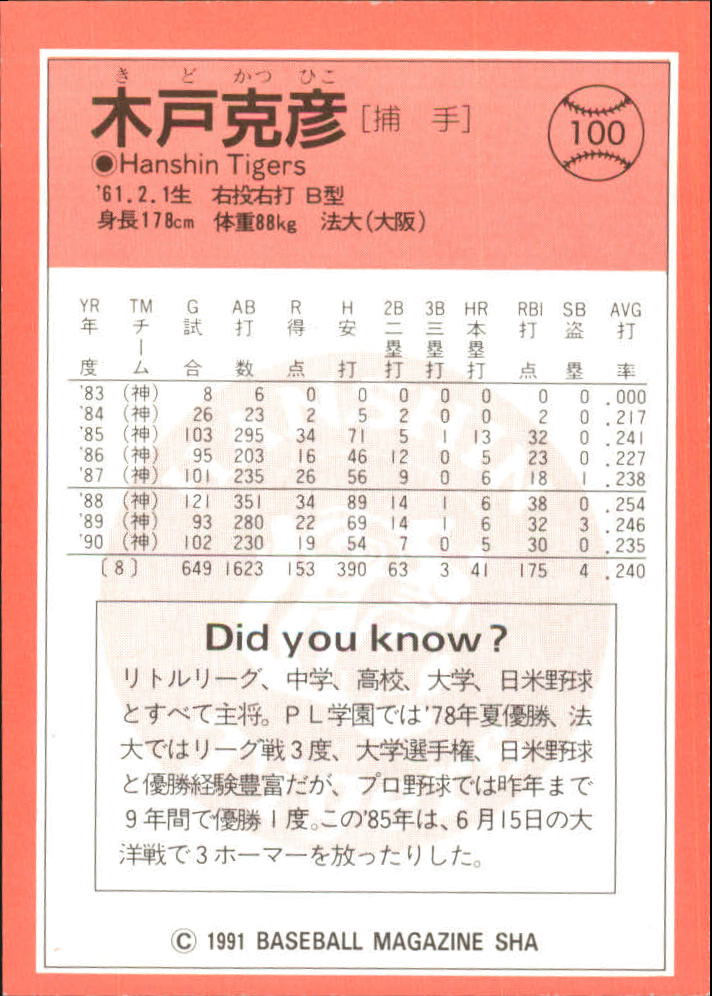 きど かつひこ
木戸克彦 [捕 手]
100
◉Hanshin Tigers
'61.2.1生 右投右打 B型
身長178cm 体重88kg 法大(大阪)
YR TM G AB R H 2B 3B HR RBI SB AVG
年度 チーム 試合 打数 得点 安打 二塁打 三塁打 本塁打 打点 盗塁 打率
'83 (神) 8 6 0 0 0 0 0 0 0 .000
'84 (神) 26 23 2 5 2 0 0 2 0 .217
'85 (神) 103 295 34 71 5 1 13 32 0 .241
'86 (神) 95 203 16 46 12 0 5 23 0 .227
'87 (神) 101 235 26 56 9 0 6 18 1 .238
'88 (神) 121 351 34 89 14 1 6 38 0 .254
'89 (神) 93 280 22 69 14 1 6 32 3 .246
'90 (神) 102 230 19 54 7 0 5 30 0 .235
(8) 649 1623 153 390 63 3 41 175 4 .240
Did you know?
リトルリーグ、中学、高校、大学、日米野球
とすべて主将。PL学園では'78年夏優勝、法
大ではリーグ戦3度、大学選手権、日米野球
と優勝経験豊富だが、プロ野球では昨年まで
9年間で優勝1度。この'85年は、6月15日の大
洋戦で3ホーマーを放ったりした。
© 1991 BASEBALL MAGAZINE SHA